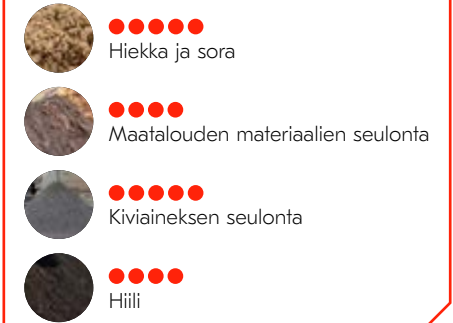 Hiekka ja sora
Maatalouden materiaalien seulonta
Kiviaineksen seulonta
Hiili